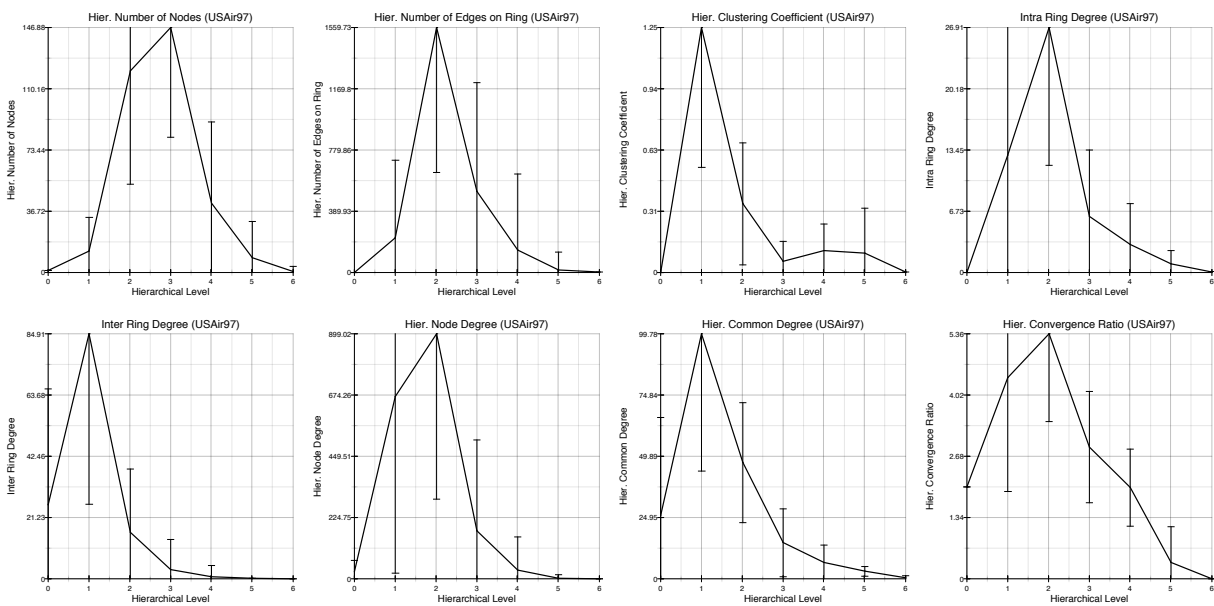 Hier. Number of Nodes (USAir97)
146.88
110.16
73.44
36.72
0
Hier. Number of Nodes
0 1 2 3 4 5 6
Hierarchical Level
Hier. Number of Edges on Ring (USAir97)
1559.73
1169.8
779.86
389.93
0
Hier. Number of Edges on Ring
0 1 2 3 4 5 6
Hierarchical Level
Hier. Clustering Coefficient (USAir97)
1.25
0.94
0.63
0.31
0
Hier. Clustering Coefficient
0 1 2 3 4 5 6
Hierarchical Level
Intra Ring Degree (USAir97)
26.91
20.18
13.45
6.73
0
Intra Ring Degree
0 1 2 3 4 5 6
Hierarchical Level
Inter Ring Degree (USAir97)
84.91
63.68
42.46
21.23
0
Inter Ring Degree
0 1 2 3 4 5 6
Hierarchical Level
Hier. Node Degree (USAir97)
899.02
674.26
449.51
224.75
0
Hier. Node Degree
0 1 2 3 4 5 6
Hierarchical Level
Hier. Common Degree (USAir97)
99.78
74.84
49.89
24.95
0
Hier. Common Degree
0 1 2 3 4 5 6
Hierarchical Level
Hier. Convergence Ratio (USAir97)
5.36
4.02
2.68
1.34
0
Hier. Convergence Ratio
0 1 2 3 4 5 6
Hierarchical Level